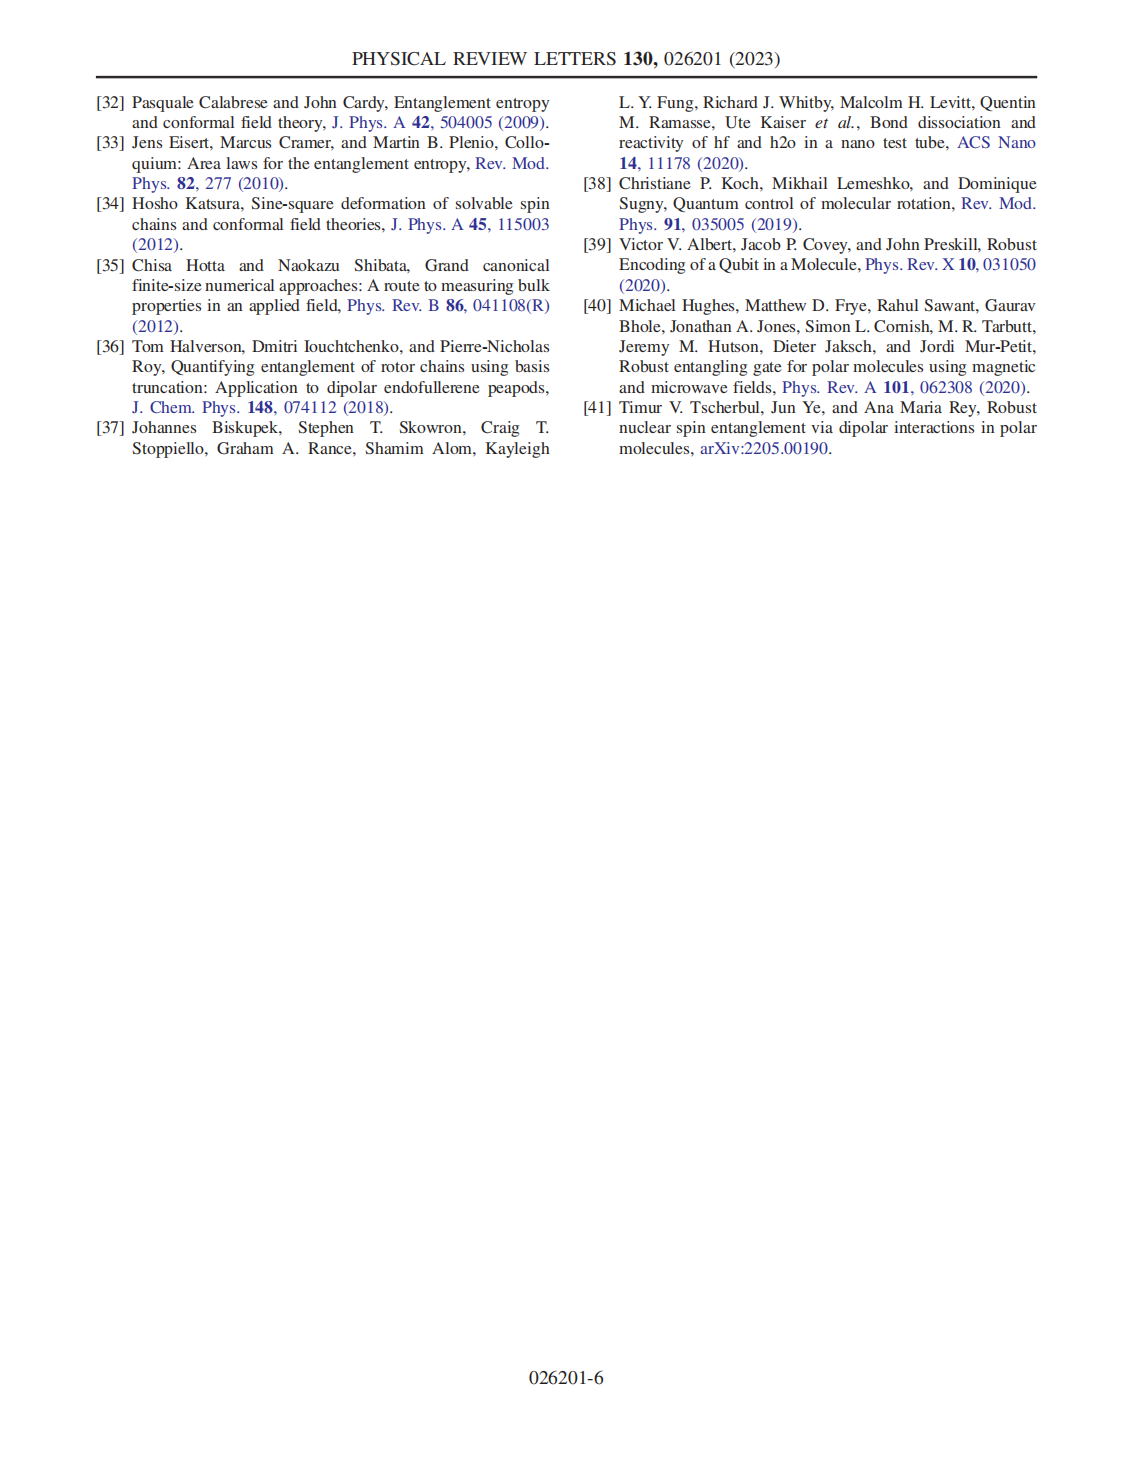 PHYSICAL REVIEW LETTERS 130, 026201 (2023)
[32] Pasquale Calabrese and John Cardy, Entanglement entropy
and conformal field theory, J. Phys. A 42, 504005 (2009).
[33] Jens Eisert, Marcus Cramer, and Martin B. Plenio, Collo-
quium: Area laws for the entanglement entropy, Rev. Mod.
Phys. 82, 277 (2010).
[34] Hosho Katsura, Sine-square deformation of solvable spin
chains and conformal field theories, J. Phys. A 45, 115003
(2012).
[35] Chisa Hotta and Naokazu Shibata, Grand canonical
finite-size numerical approaches: A route to measuring bulk
properties in an applied field, Phys. Rev. B 86, 041108(R)
(2012).
[36] Tom Halverson, Dmitri Iouchtchenko, and Pierre-Nicholas
Roy, Quantifying entanglement of rotor chains using basis
truncation: Application to dipolar endofullerene peapods,
J. Chem. Phys. 148, 074112 (2018).
[37] Johannes Biskupek, Stephen T. Skowron, Craig T.
Stoppiello, Graham A. Rance, Shamim Alom, Kayleigh
L. Y. Fung, Richard J. Whitby, Malcolm H. Levitt, Quentin
M. Ramasse, Ute Kaiser et al., Bond dissociation and
reactivity of hf and h2o in a nano test tube, ACS Nano
14, 11178 (2020).
[38] Christiane P. Koch, Mikhail Lemeshko, and Dominique
Sugny, Quantum control of molecular rotation, Rev. Mod.
Phys. 91, 035005 (2019).
[39] Victor V. Albert, Jacob P. Covey, and John Preskill, Robust
Encoding of a Qubit in a Molecule, Phys. Rev. X 10, 031050
(2020).
[40] Michael Hughes, Matthew D. Frye, Rahul Sawant, Gaurav
Bhole, Jonathan A. Jones, Simon L. Cornish, M. R. Tarbutt,
Jeremy M. Hutson, Dieter Jaksch, and Jordi Mur-Petit,
Robust entangling gate for polar molecules using magnetic
and microwave fields, Phys. Rev. A 101, 062308 (2020).
[41] Timur V. Tscherbul, Jun Ye, and Ana Maria Rey, Robust
nuclear spin entanglement via dipolar interactions in polar
molecules, arXiv:2205.00190.
026201-6